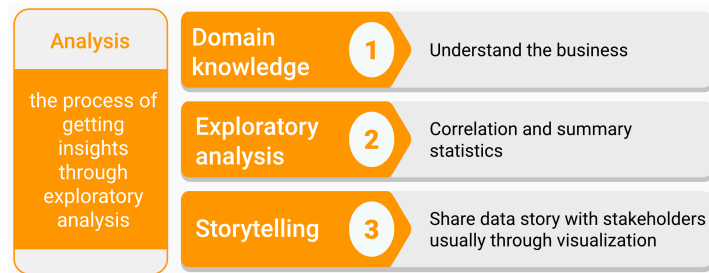 Analysis
the process of
getting
insights
through
exploratory
analysis
Domain
knowledge
1
Understand the business
Exploratory
analysis
2
Correlation and summary
statistics
Storytelling
3
Share data story with stakeholders
usually through visualization